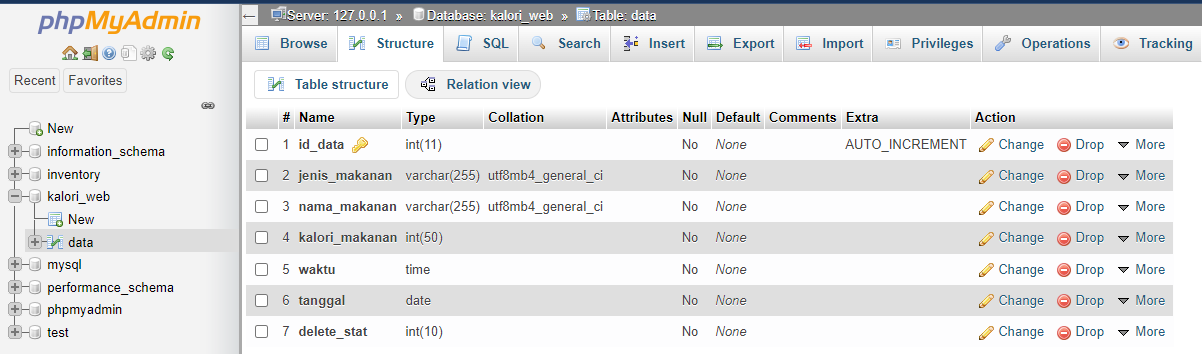 phpMyAdmin
Recent Favorites
New
information_schema
inventory
kalori_web
New
data
mysql
performance_schema
phpmyadmin
test
← Server: 127.0.0.1 » Database: kalori_web » Table: data
Browse Structure SQL Search Insert Export Import Privileges Operations Tracking
Table structure Relation view
# Name Type Collation Attributes Null Default Comments Extra Action
1 id_data int(11) No None AUTO_INCREMENT Change Drop More
2 jenis_makanan varchar(255) utf8mb4_general_ci No None Change Drop More
3 nama_makanan varchar(255) utf8mb4_general_ci No None Change Drop More
4 kalori_makanan int(50) No None Change Drop More
5 waktu time No None Change Drop More
6 tanggal date No None Change Drop More
7 delete_stat int(10) No None Change Drop More